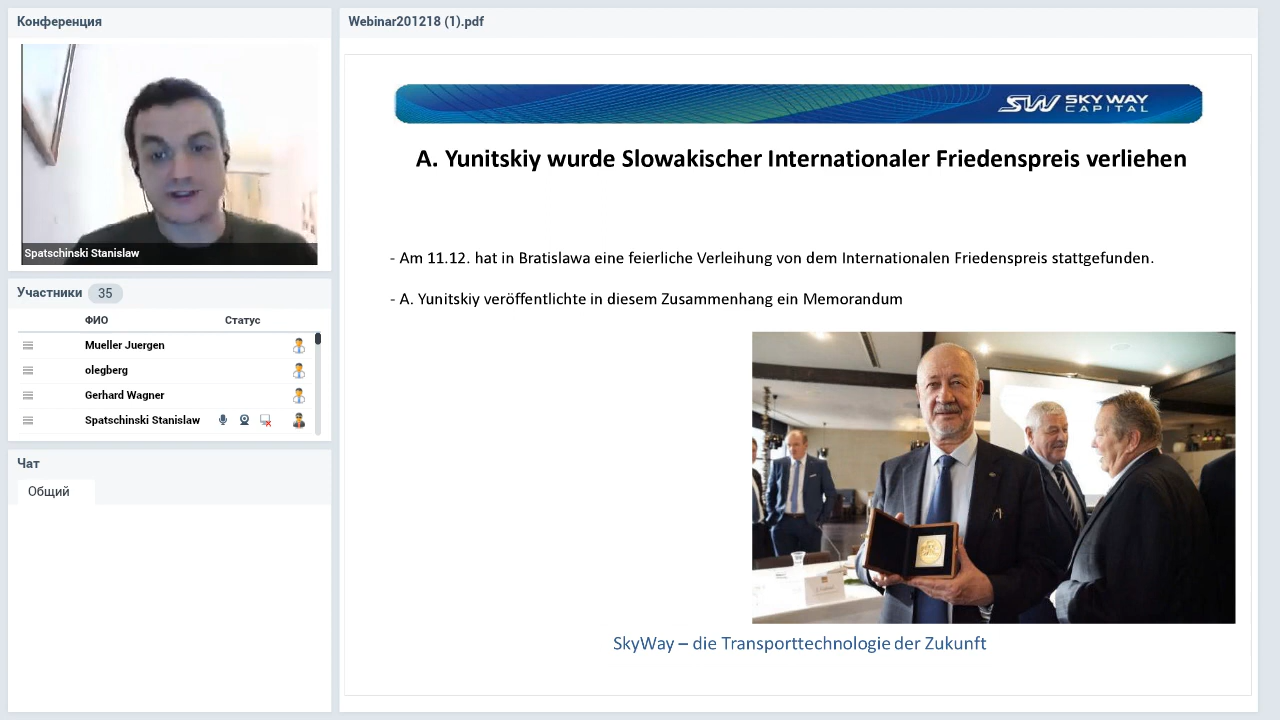 Конференция
Spatschinski Stanislaw
Участники 35
ФИО Статус
Mueller Juergen
olegberg
Gerhard Wagner
Spatschinski Stanislaw
Чат
Общий
Webinar201218 (1).pdf
SW SKY WAY
CAPITAL
A. Yunitskiy wurde Slowakischer Internationaler Friedenspreis verliehen
- Am 11.12. hat in Bratislawa eine feierliche Verleihung von dem Internationalen Friedenspreis stattgefunden.
- A. Yunitskiy veröffentlichte in diesem Zusammenhang ein Memorandum
SkyWay – die Transporttechnologie der Zukunft